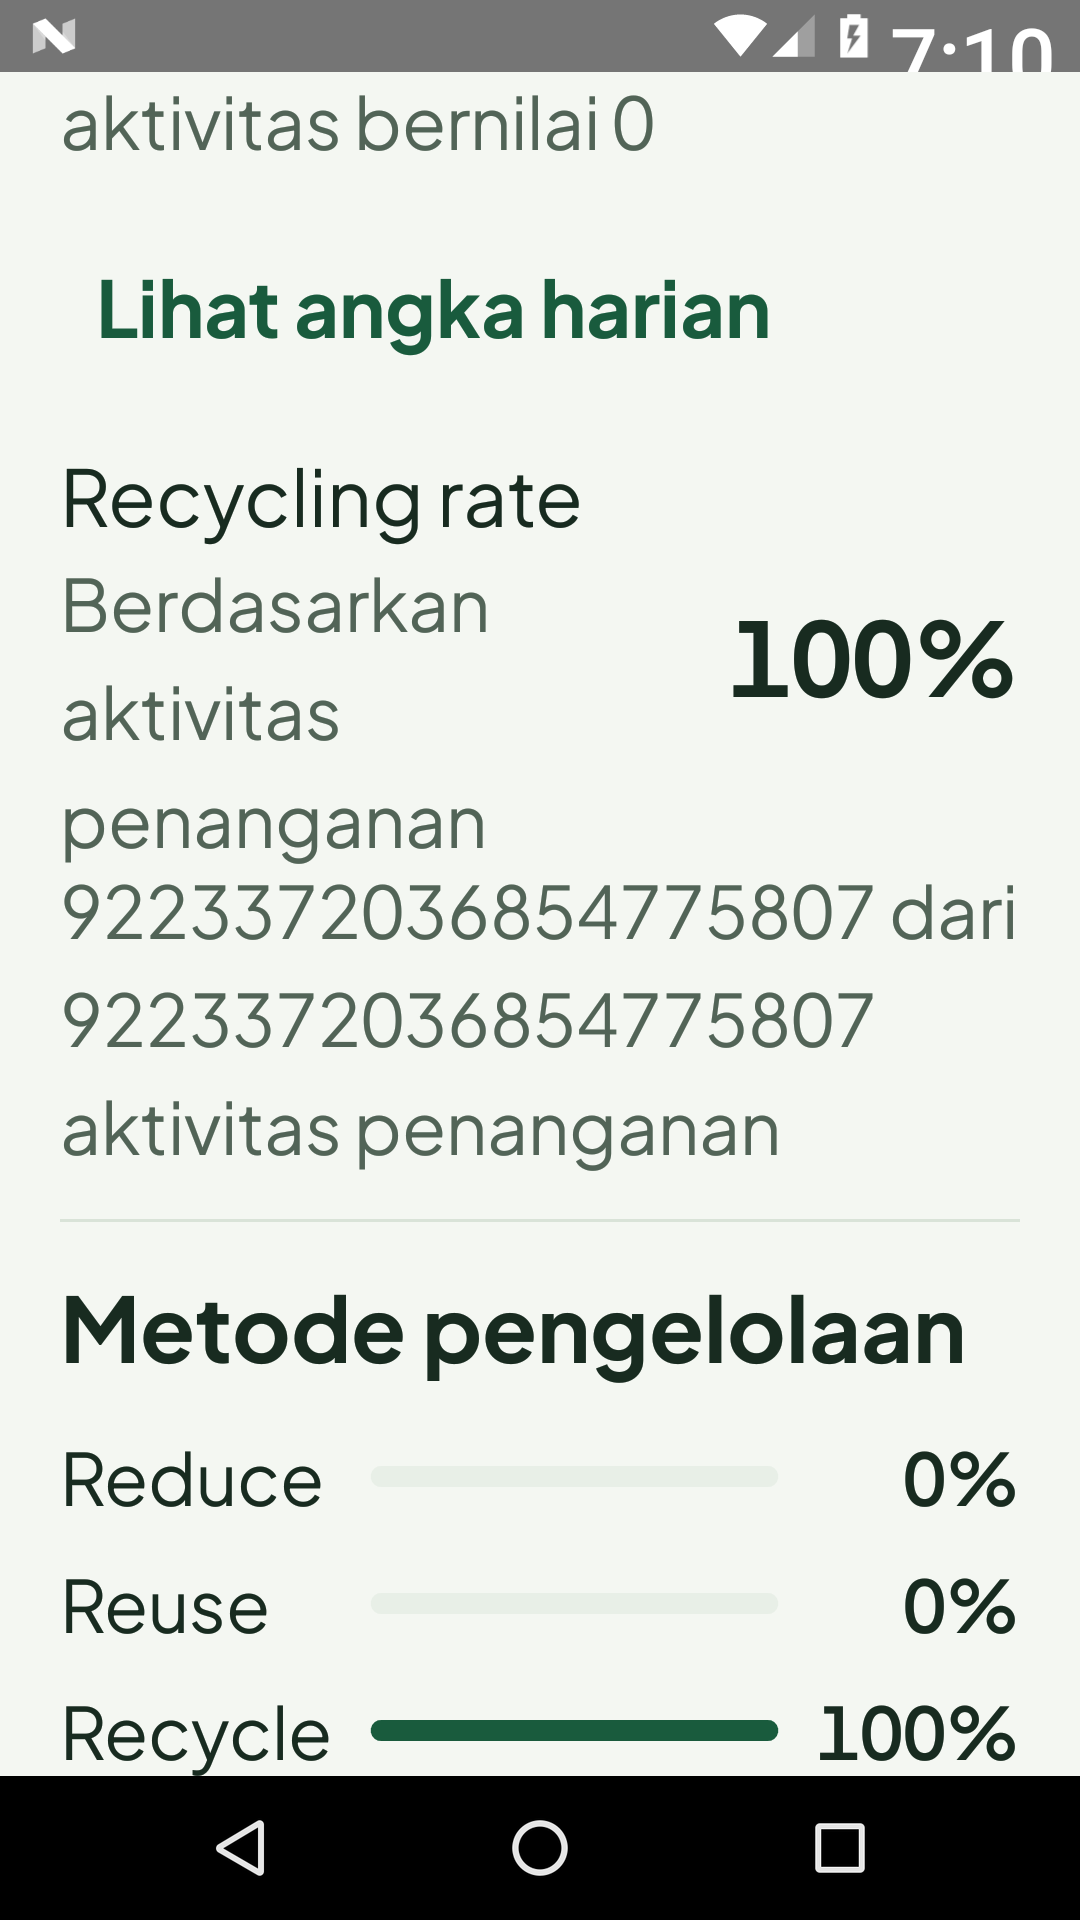 7:10
aktivitas bernilai 0
Lihat angka harian
Recycling rate
Berdasarkan
aktivitas
penanganan
100%
9223372036854775807 dari
9223372036854775807
aktivitas penanganan
Metode pengelolaan
Reduce 0%
Reuse 0%
Recycle 100%